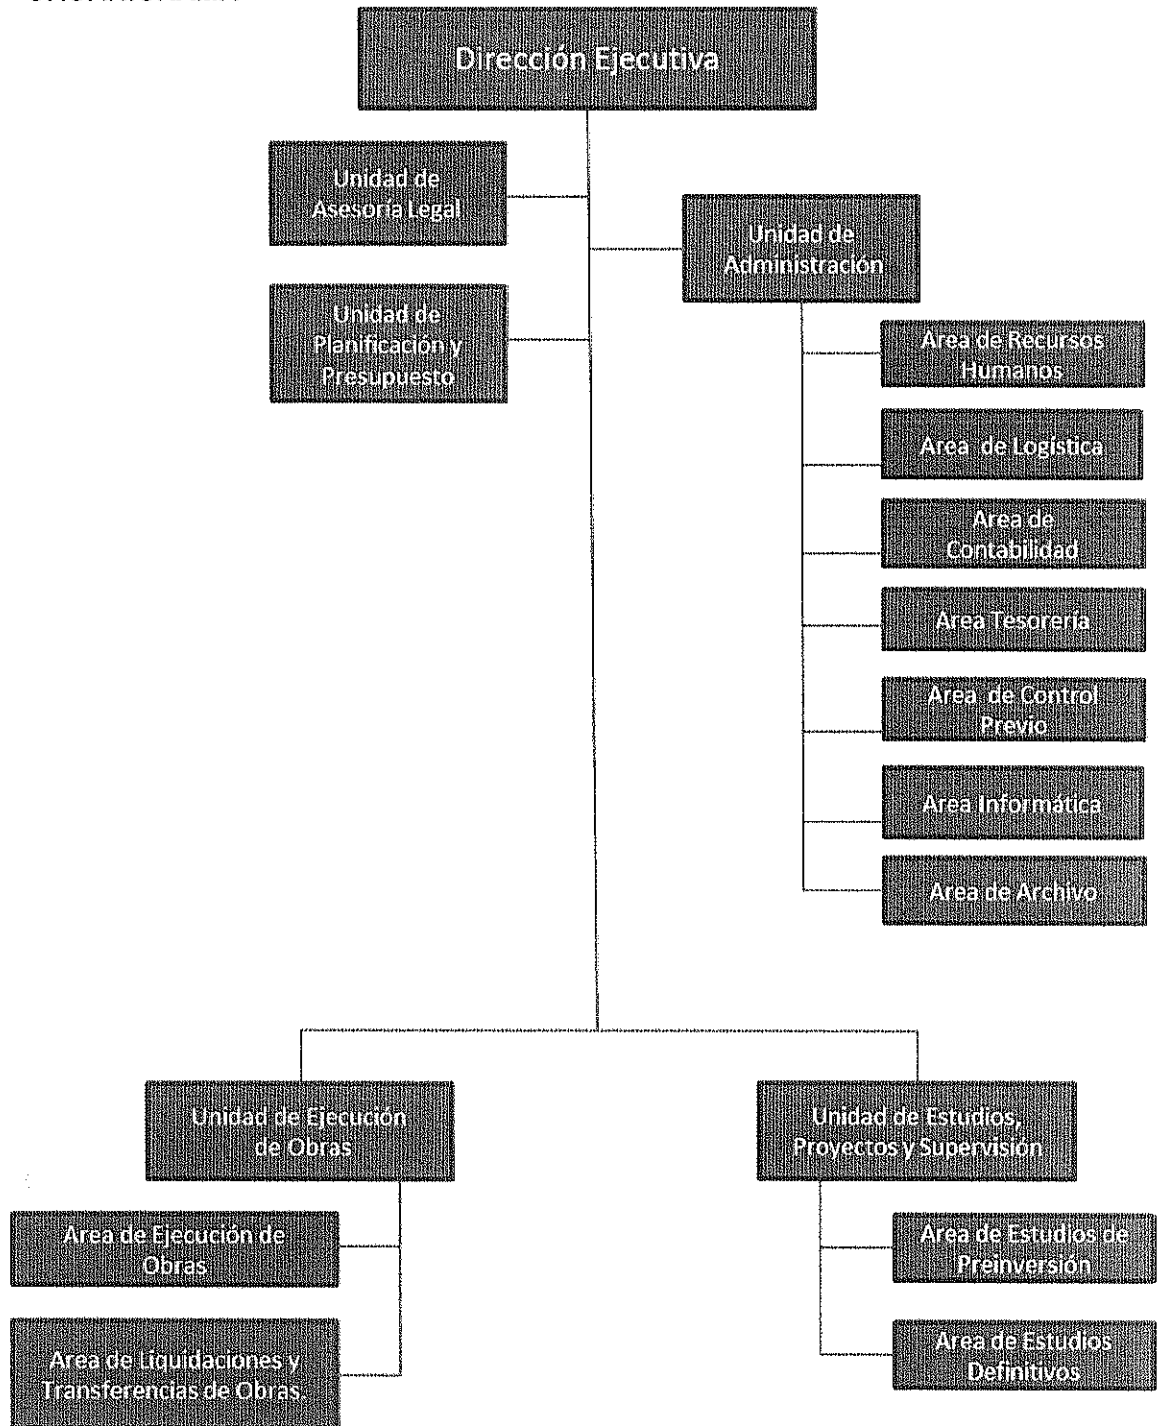 Dirección Ejecutiva
Unidad de
Asesoría Legal
Unidad de
Administración
Unidad de
Planificación y
Presupuesto
Area de Recursos
Humanos
Area de Logística
Area de
Contabilidad
Area Tesorería
Area de Control
Previo
Area Informática
Area de Archivo
Unidad de Ejecución
de Obras
Unidad de Estudios,
Proyectos y Supervisión
Area de Ejecución de
Obras
Area de Liquidaciones y
Transferencias de Obras.
Area de Estudios de
Preinversión
Area de Estudios
Definitivos